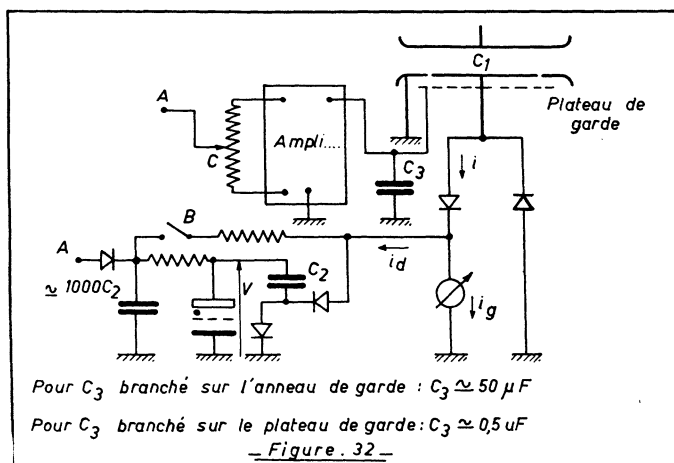 C1
A
Plateau de
garde
Ampli....
C
C3
i
B
A
C2
id
≃ 1000C2
V
ig
Pour C3 branché sur l'anneau de garde : C3 ≃ 50 µF
Pour C3 branché sur le plateau de garde: C3 ≃ 0,5 uF
_ Figure . 32 _